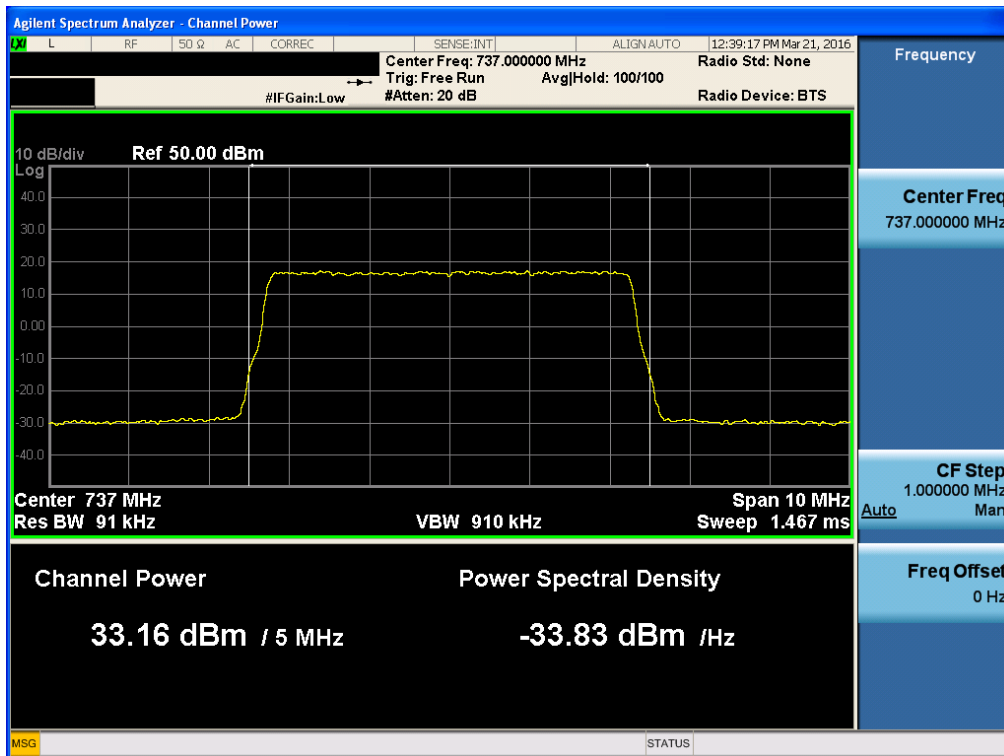 Agilent Spectrum Analyzer - Channel Power
LXI L RF 50 Ω AC CORREC SENSE:INT ALIGN AUTO 12:39:17 PM Mar 21, 2016
Center Freq: 737.000000 MHz Radio Std: None
Trig: Free Run Avg|Hold: 100/100
#IFGain:Low #Atten: 20 dB Radio Device: BTS
10 dB/div Ref 50.00 dBm
Log
40.0
30.0
20.0
10.0
0.00
-10.0
-20.0
-30.0
-40.0
Center 737 MHz Span 10 MHz
Res BW 91 kHz VBW 910 kHz Sweep 1.467 ms
Channel Power Power Spectral Density
33.16 dBm / 5 MHz -33.83 dBm /Hz
MSG STATUS
Frequency
Center Freq
737.000000 MHz
CF Step
1.000000 MHz
Auto Man
Freq Offset
0 Hz